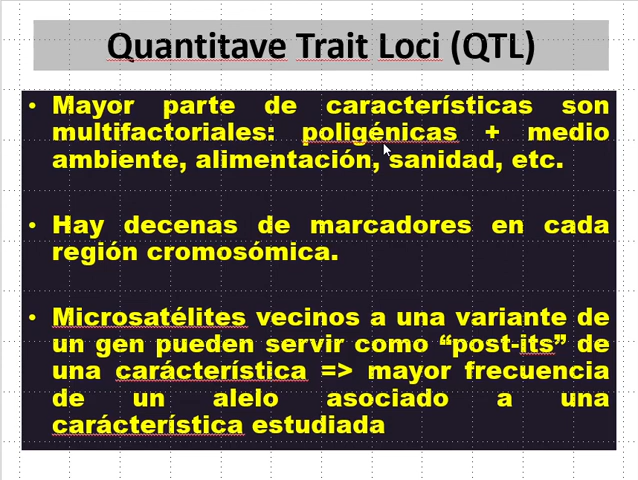 Quantitave Trait Loci (QTL)
• Mayor parte de características son
multifactoriales: poligénicas + medio
ambiente, alimentación, sanidad, etc.
• Hay decenas de marcadores en cada
región cromosómica.
• Microsatélites vecinos a una variante de
un gen pueden servir como “post-its” de
una carácterística => mayor frecuencia
de un alelo asociado a una
carácterística estudiada